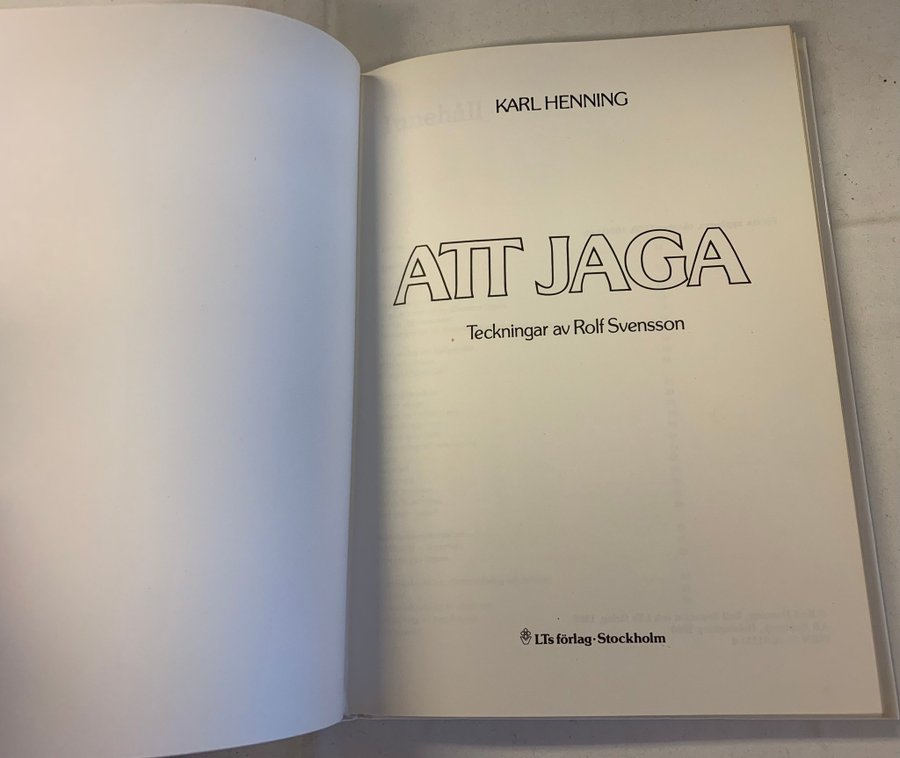 KARL HENNING
ATT JAGA
Teckningar av Rolf Svensson
LTs förlag · Stockholm